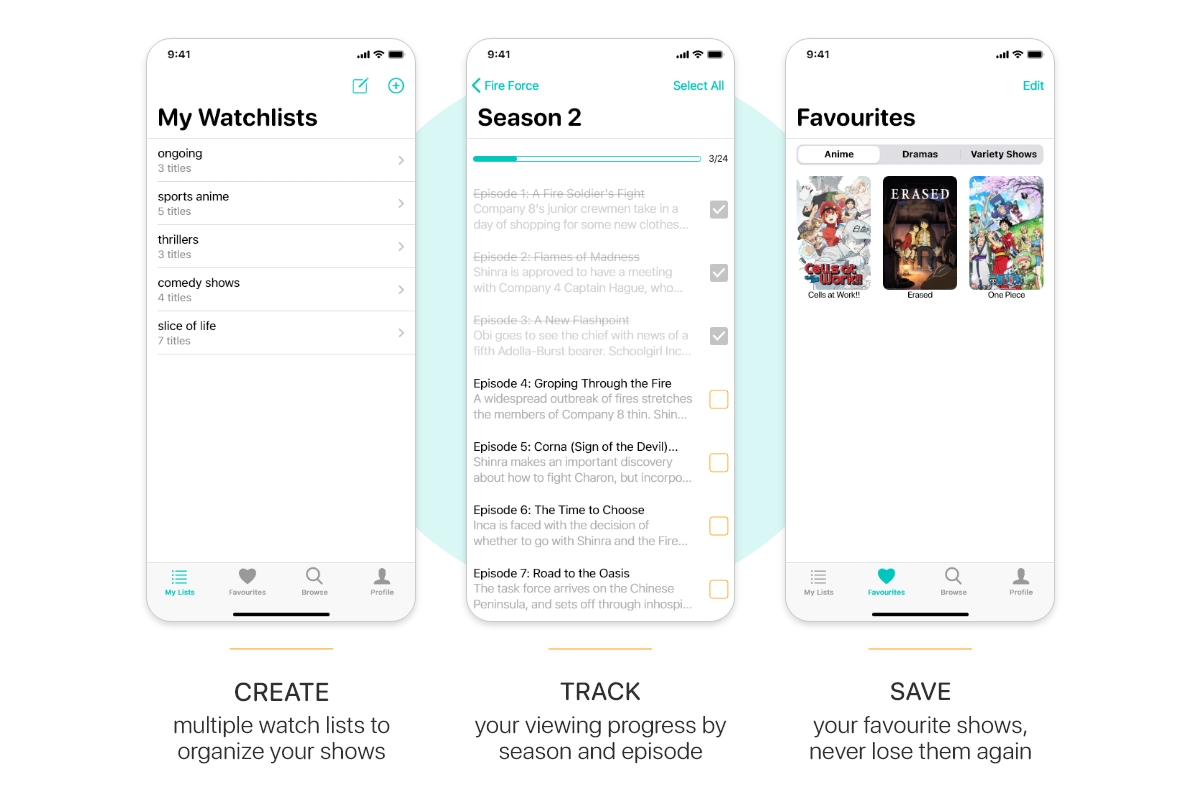 9:41
My Watchlists
ongoing
3 titles
sports anime
5 titles
thrillers
3 titles
comedy shows
4 titles
slice of life
7 titles
My Lists
Favourites
Browse
Profile
CREATE
multiple watch lists to
organize your shows
9:41
Fire Force
Select All
Season 2
3/24
Episode 1: A Fire Soldier's Fight
Company 8's junior crewmen take in a
day of shopping for some new clothes...
Episode 2: Flames of Madness
Shinra is approved to have a meeting
with Company 4 Captain Hague, who...
Episode 3: A New Flashpoint
Obi goes to see the chief with news of a
fifth Adolla-Burst bearer. Schoolgirl Inc...
Episode 4: Groping Through the Fire
A widespread outbreak of fires stretches
the members of Company 8 thin. Shin...
Episode 5: Corna (Sign of the Devil)...
Shinra makes an important discovery
about how to fight Charon, but incorpo...
Episode 6: The Time to Choose
Inca is faced with the decision of
whether to go with Shinra and the Fire...
Episode 7: Road to the Oasis
The task force arrives on the Chinese
Peninsula, and sets off through inhospi...
TRACK
your viewing progress by
season and episode
9:41
Edit
Favourites
Anime
Dramas
Variety Shows
Cells at
Work!!
Cells at Work!!
ERASED
Erased
One Piece
My Lists
Favourites
Browse
Profile
SAVE
your favourite shows,
never lose them again